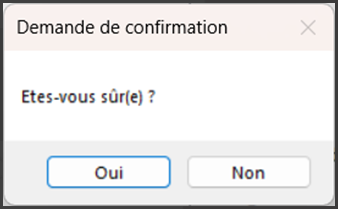 Demande de confirmation
Etes-vous sûr(e) ?
Oui
Non